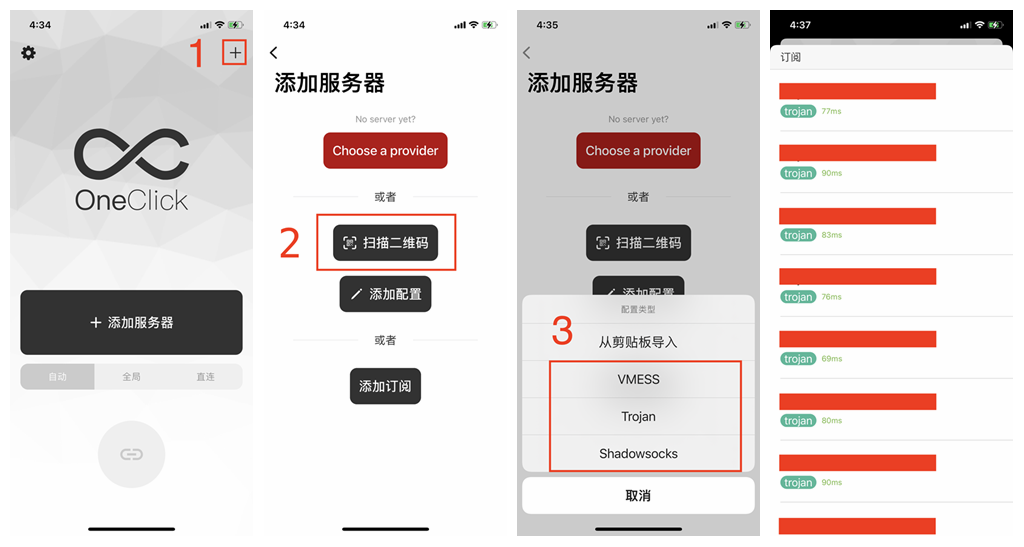 4:34
1
OneClick
添加服务器
自动
全局
直连
4:34
添加服务器
No server yet?
Choose a provider
或者
2
扫描二维码
添加配置
或者
添加订阅
4:35
添加服务器
No server yet?
Choose a provider
或者
扫描二维码
添加配置
配置类型
3
从剪贴板导入
VMESS
Trojan
Shadowsocks
取消
4:37
订阅
trojan 77ms
trojan 90ms
trojan 83ms
trojan 76ms
trojan 69ms
trojan 80ms
trojan 90ms